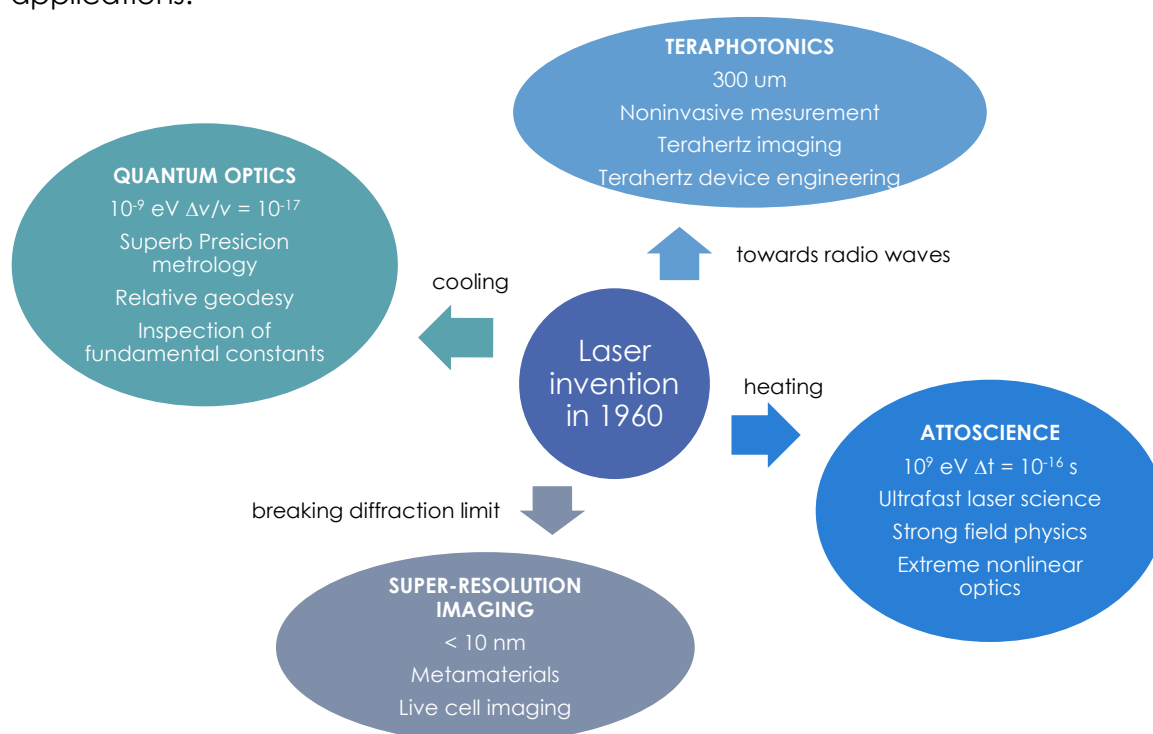 applications.
TERAPHOTONICS
300 um
Noninvasive mesurement
Terahertz imaging
Terahertz device engineering
QUANTUM OPTICS
10⁻⁹ eV Δv/v = 10⁻¹⁷
Superb Presicion
metrology
Relative geodesy
Inspection of
fundamental constants
cooling
towards radio waves
Laser
invention
in 1960
heating
ATTOSCIENCE
10⁹ eV Δt = 10⁻¹⁶ s
Ultrafast laser science
Strong field physics
Extreme nonlinear
optics
breaking diffraction limit
SUPER-RESOLUTION
IMAGING
< 10 nm
Metamaterials
Live cell imaging